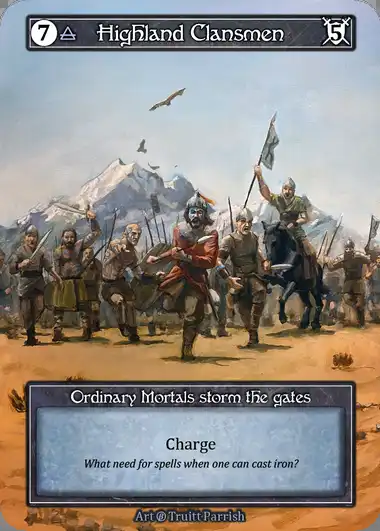 7 Highland Clansmen 5
Ordinary Mortals storm the gates
Charge
What need for spells when one can cast iron?
Art @ Truitt Parrish